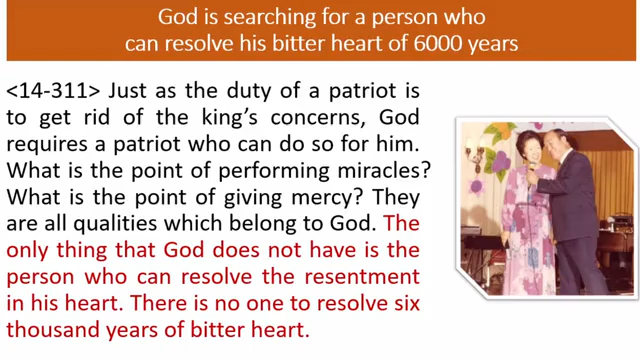 God is searching for a person who
can resolve his bitter heart of 6000 years
<14-311> Just as the duty of a patriot is
to get rid of the king's concerns, God
requires a patriot who can do so for him.
What is the point of performing miracles?
What is the point of giving mercy? They
are all qualities which belong to God. The
only thing that God does not have is the
person who can resolve the resentment
in his heart. There is no one to resolve six
thousand years of bitter heart.